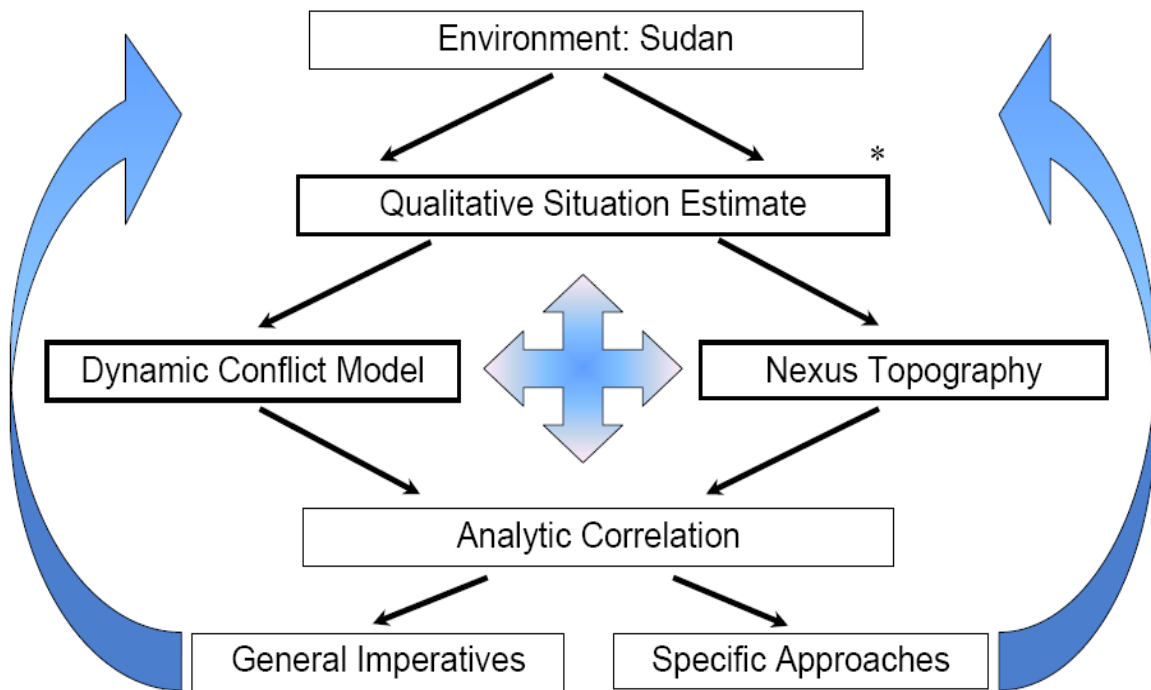 Environment: Sudan
*
Qualitative Situation Estimate
Dynamic Conflict Model
Nexus Topography
Analytic Correlation
General Imperatives
Specific Approaches